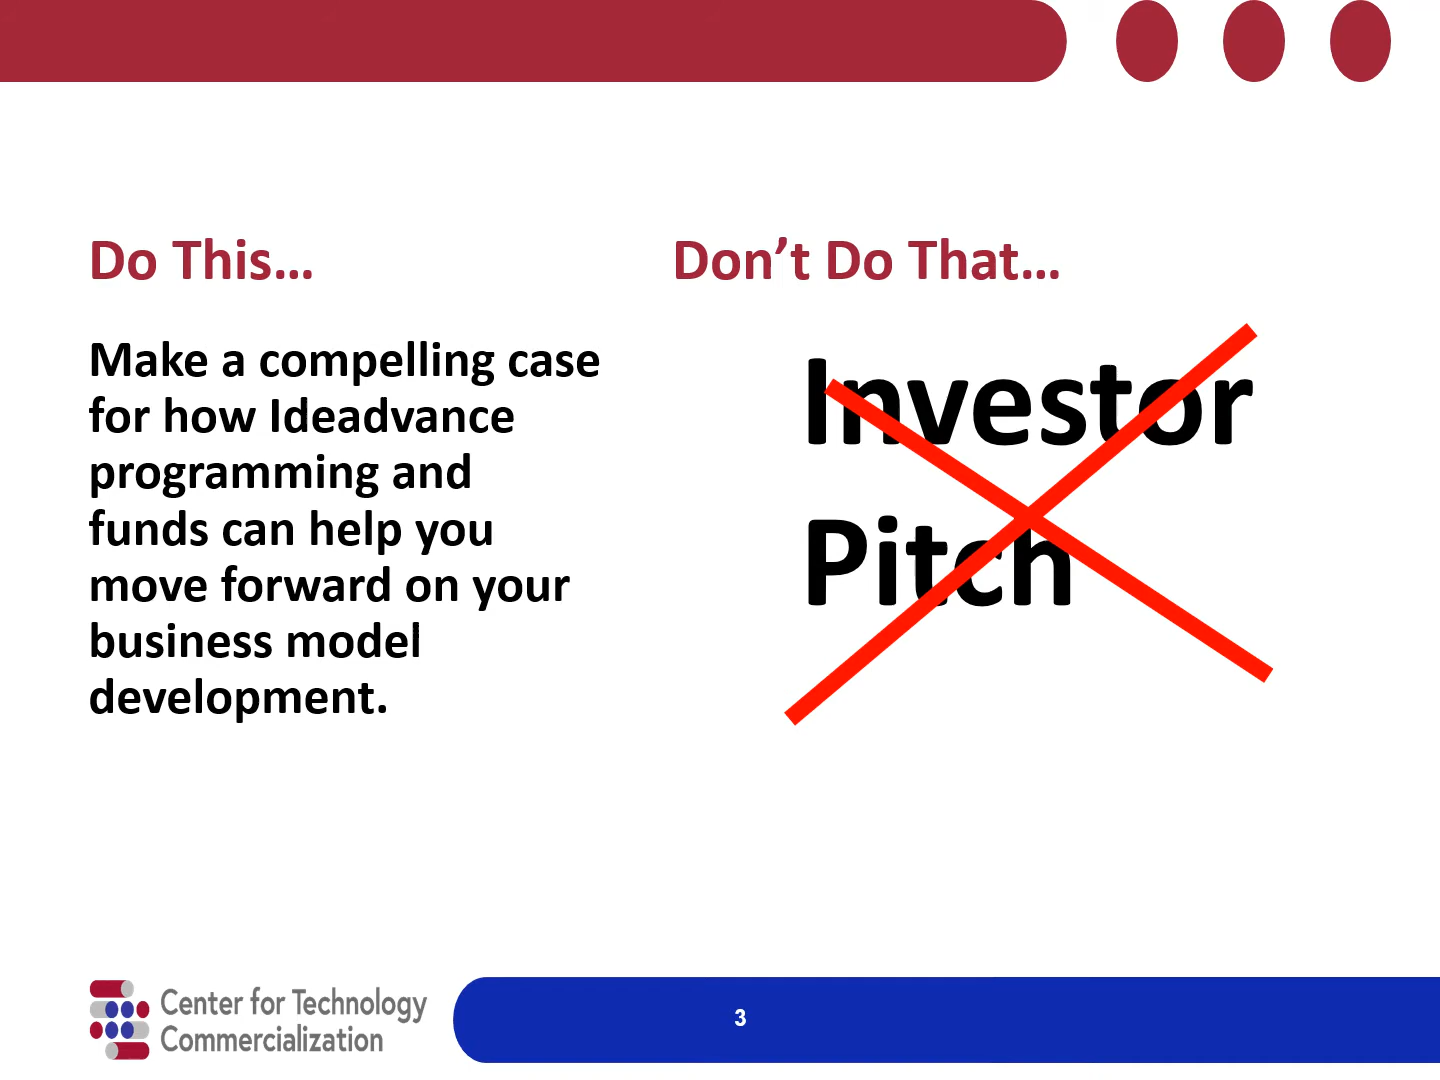 Do This...
Make a compelling case
for how Ideadvance
programming and
funds can help you
move forward on your
business model
development.
Don’t Do That...
Investor
Pitch
Center for Technology
Commercialization
3